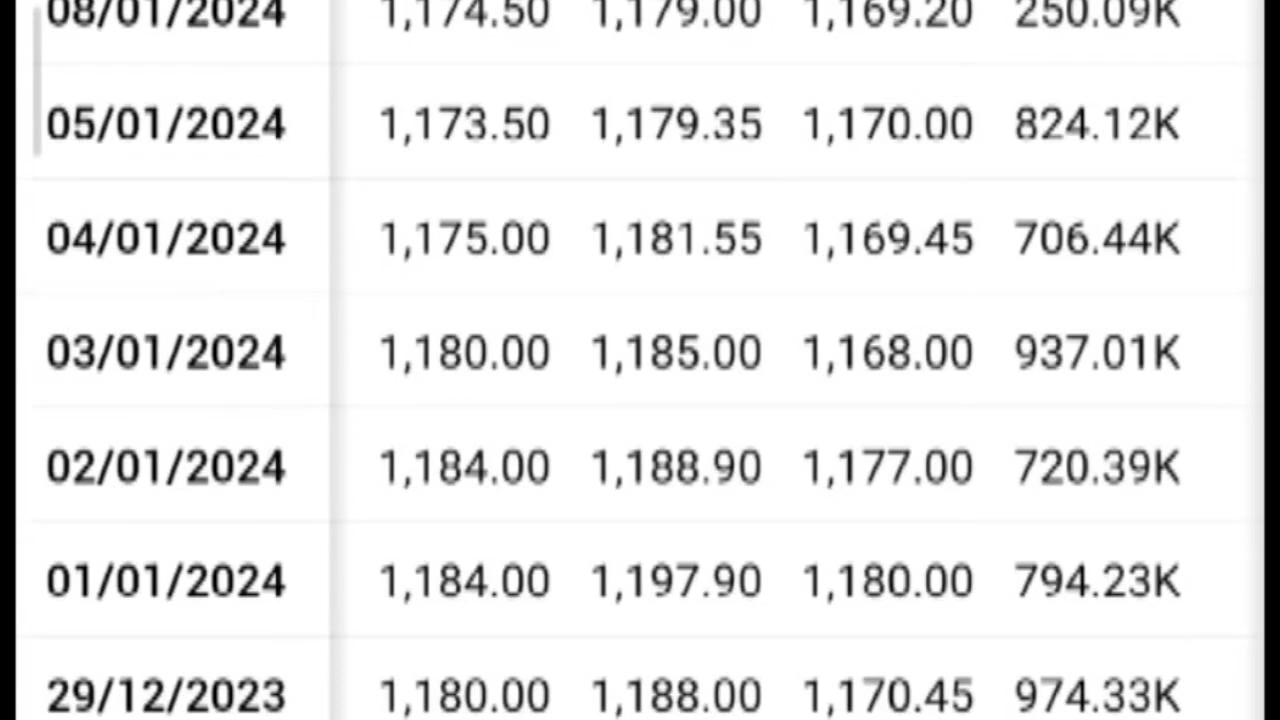 08/01/2024 1,174.50 1,179.00 1,169.20 250.09K
05/01/2024 1,173.50 1,179.35 1,170.00 824.12K
04/01/2024 1,175.00 1,181.55 1,169.45 706.44K
03/01/2024 1,180.00 1,185.00 1,168.00 937.01K
02/01/2024 1,184.00 1,188.90 1,177.00 720.39K
01/01/2024 1,184.00 1,197.90 1,180.00 794.23K
29/12/2023 1,180.00 1,188.00 1,170.45 974.33K